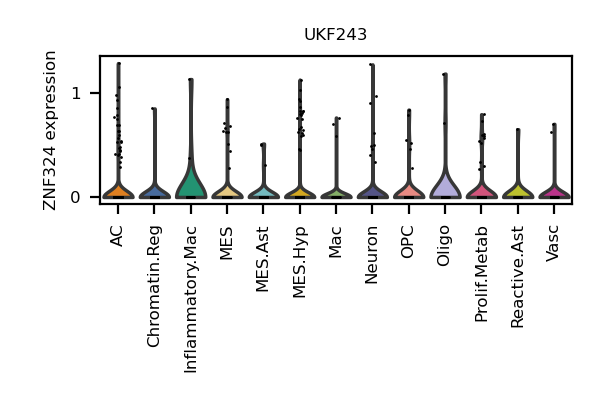 UKF243
ZNF324 expression
1
0
AC
Chromatin.Reg
Inflammatory.Mac
MES
MES.Ast
MES.Hyp
Mac
Neuron
OPC
Oligo
Prolif.Metab
Reactive.Ast
Vasc